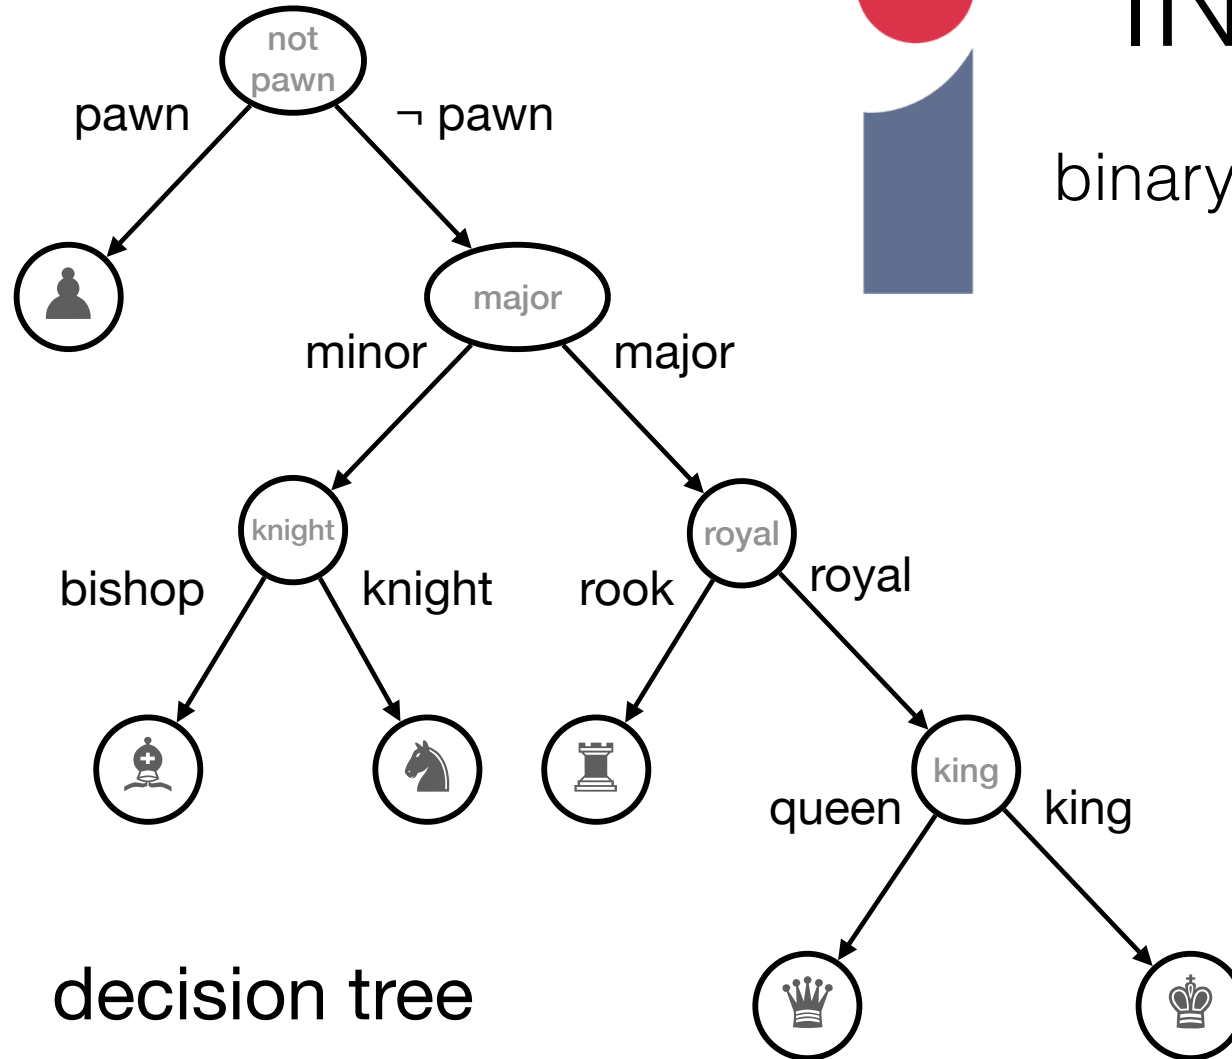 not
pawn
IN
pawn
¬ pawn
binary
major
minor
major
knight
royal
bishop
knight
rook
royal
king
queen
king
decision tree